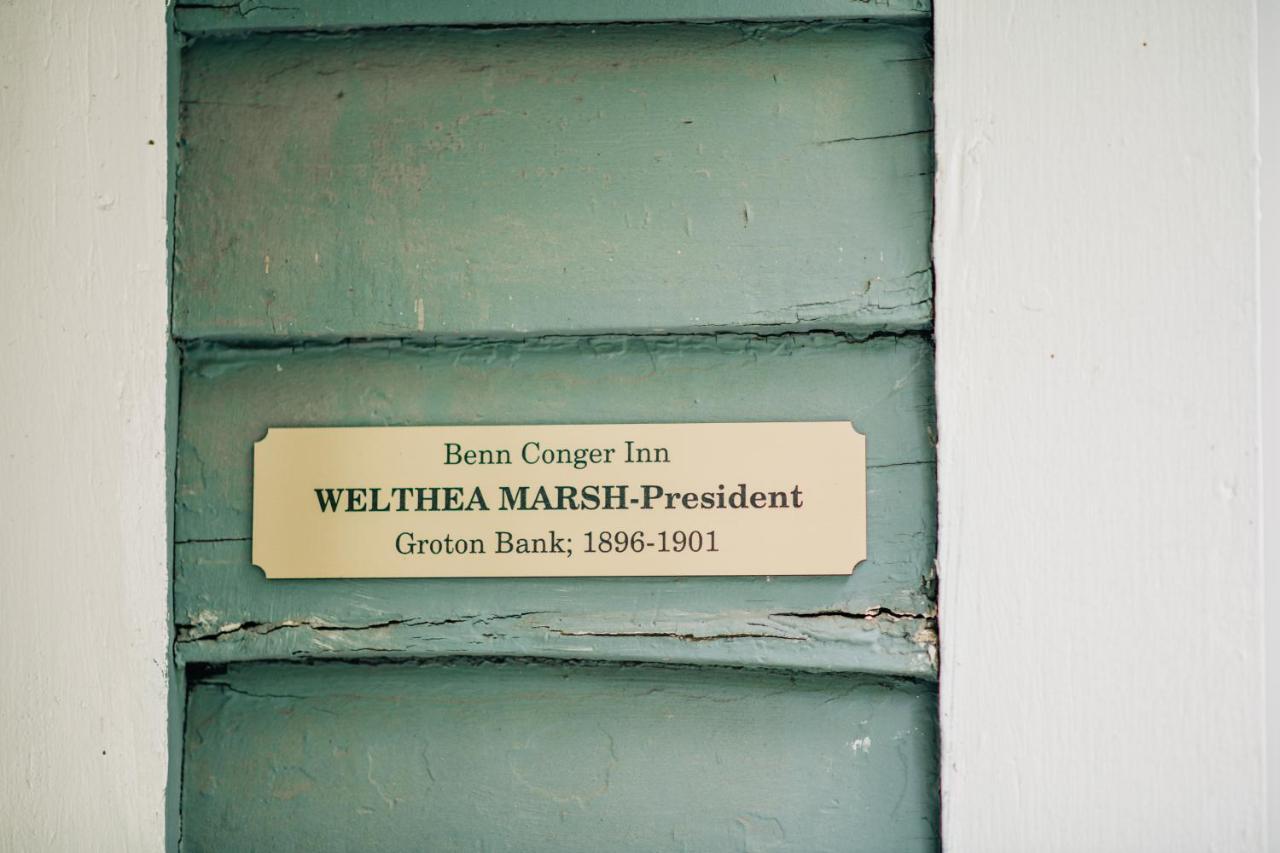 Benn Conger Inn
WELTHEA MARSH-President
Groton Bank; 1896-1901